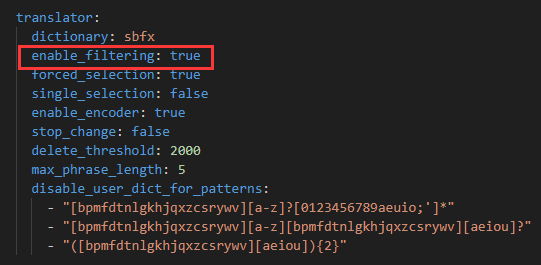 translator:
  dictionary: sbfx
  enable_filtering: true
  forced_selection: true
  single_selection: false
  enable_encoder: true
  stop_change: false
  delete_threshold: 2000
  max_phrase_length: 5
  disable_user_dict_for_patterns:
    - "[bpmfdtnlgkhjqxzcsrywv][a-z]?[0123456789aeuio;']*"
    - "[bpmfdtnlgkhjqxzcsrywv][a-z][bpmfdtnlgkhjqxzcsrywv][aeiou]?"
    - "([bpmfdtnlgkhjqxzcsrywv][aeiou]){2}"